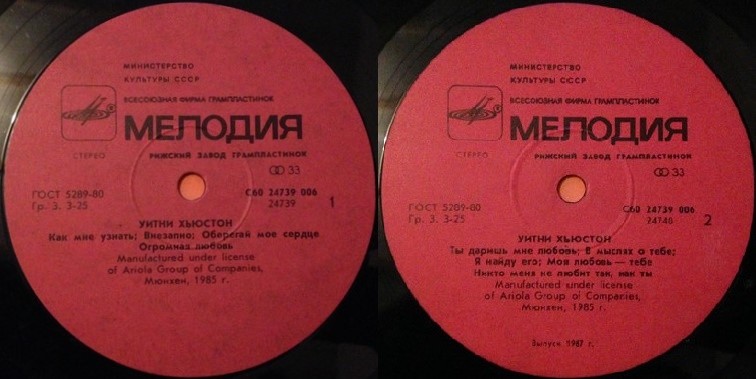 МИНИСТЕРСТВО
КУЛЬТУРЫ СССР
ВСЕСОЮЗНАЯ ФИРМА ГРАМПЛАСТИНОК
МЕЛОДИЯ
СТЕРЕО
РИЖСКИЙ ЗАВОД ГРАМПЛАСТИНОК
33
ГОСТ 5289-80
Гр. 3. 3-25
С60 24739 006
24739
1
УИТНИ ХЬЮСТОН
Как мне узнать; Внезапно; Оберегай мое сердце
Огромная любовь
Manufactured under license
of Ariola Group of Companies,
Мюнхен, 1985 г.
МИНИСТЕРСТВО
КУЛЬТУРЫ СССР
ВСЕСОЮЗНАЯ ФИРМА ГРАМПЛАСТИНОК
МЕЛОДИЯ
СТЕРЕО
РИЖСКИЙ ЗАВОД ГРАМПЛАСТИНОК
33
ГОСТ 5289-80
Гр. 3. 3-25
С60 24739 006
24740
2
УИТНИ ХЬЮСТОН
Ты даришь мне любовь; В мыслях о тебе;
Я найду его; Моя любовь — тебе
Никто меня не любит так, как ты
Manufactured under license
of Ariola Group of Companies,
Мюнхен, 1985 г.
Выпуск 1987 г.